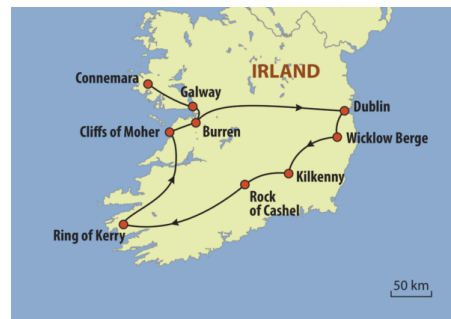 IRLAND
Connemara
Galway
Dublin
Cliffs of Moher
Burren
Wicklow Berge
Kilkenny
Rock
of Cashel
Ring of Kerry
50 km